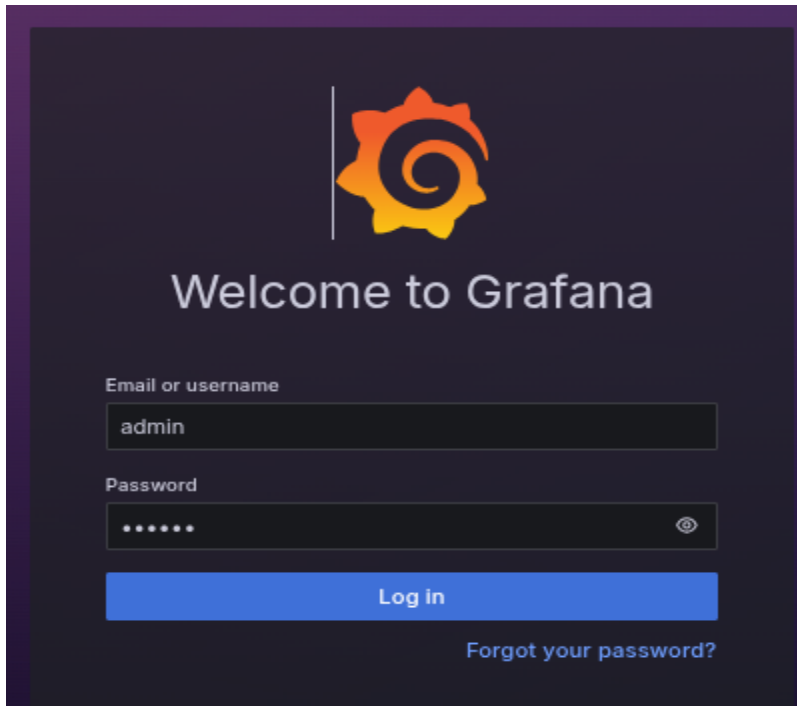 Welcome to Grafana
Email or username
admin
Password
••••••
Log in
Forgot your password?